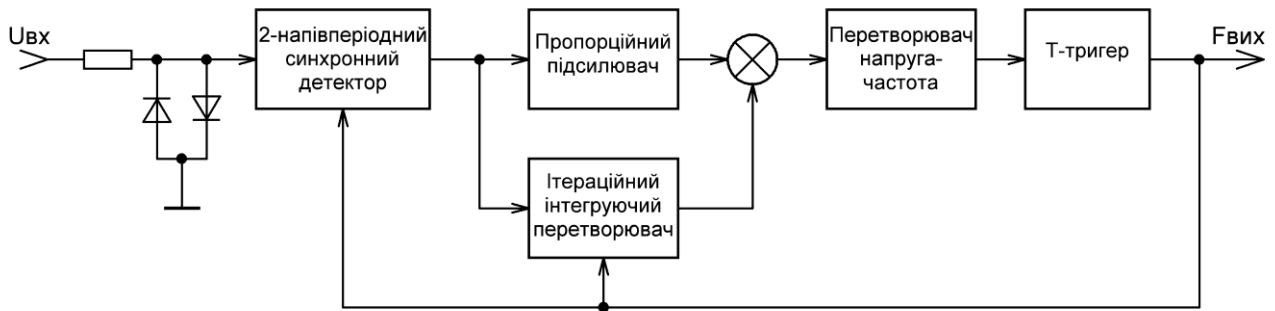 Uвх
2-напівперіодний
синхронний
детектор
Пропорційний
підсилювач
Перетворювач
напруга-
частота
Т-тригер
Fвих
Ітераційний
інтегруючий
перетворювач